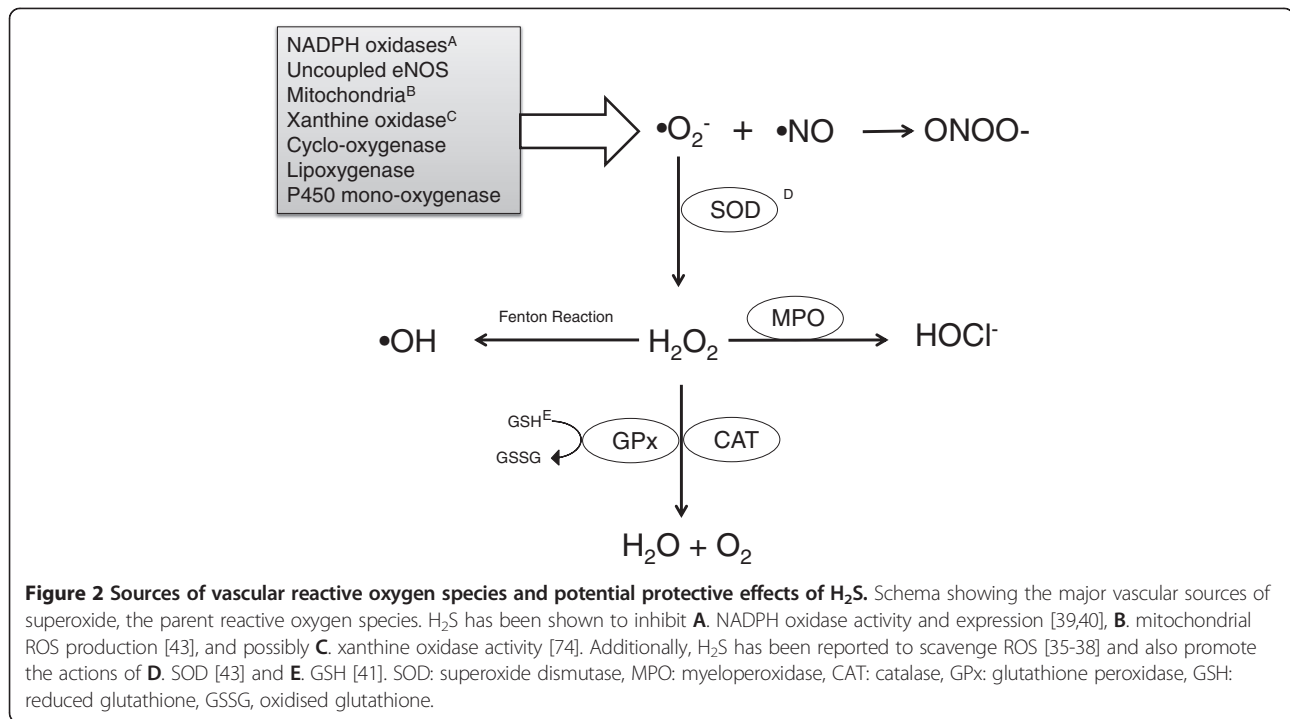 NADPH oxidasesᴬ
Uncoupled eNOS
Mitochondriaᴮ
Xanthine oxidaseᶜ
Cyclo-oxygenase
Lipoxygenase
P450 mono-oxygenase
•O₂⁻ + •NO → ONOO-
SOD ᴰ
•OH
Fenton Reaction
H₂O₂
MPO
HOCl⁻
GSHᴱ
GSSG
GPx
CAT
H₂O + O₂
Figure 2 Sources of vascular reactive oxygen species and potential protective effects of H₂S. Schema showing the major vascular sources of
superoxide, the parent reactive oxygen species. H₂S has been shown to inhibit A. NADPH oxidase activity and expression [39,40], B. mitochondrial
ROS production [43], and possibly C. xanthine oxidase activity [74]. Additionally, H₂S has been reported to scavenge ROS [35-38] and also promote
the actions of D. SOD [43] and E. GSH [41]. SOD: superoxide dismutase, MPO: myeloperoxidase, CAT: catalase, GPx: glutathione peroxidase, GSH:
reduced glutathione, GSSG, oxidised glutathione.